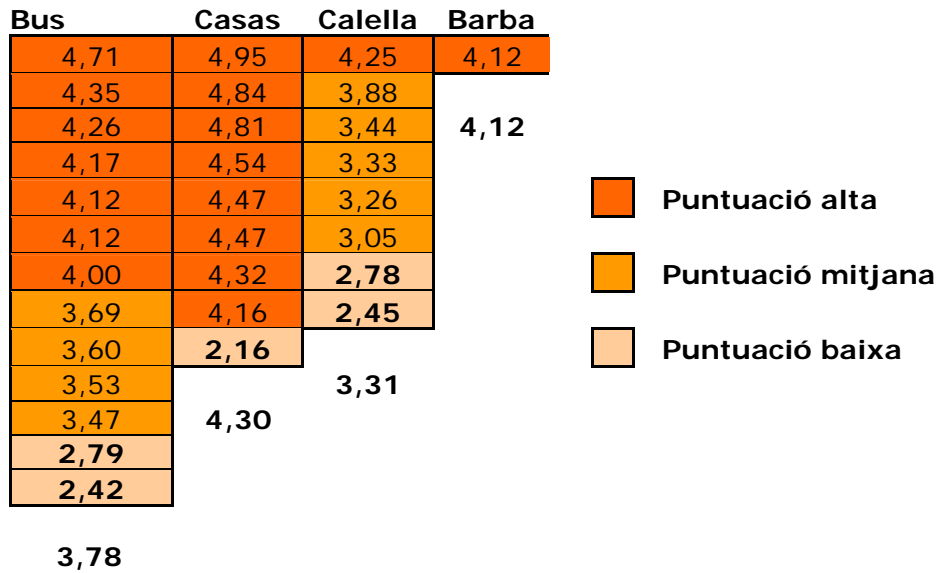 Bus Casas Calella Barba
4,71 4,95 4,25 4,12
4,35 4,84 3,88
4,26 4,81 3,44 4,12
4,17 4,54 3,33
4,12 4,47 3,26
4,12 4,47 3,05
4,00 4,32 2,78
3,69 4,16 2,45
3,60 2,16
3,53 3,31
3,47 4,30
2,79
2,42
3,78
Puntuació alta
Puntuació mitjana
Puntuació baixa